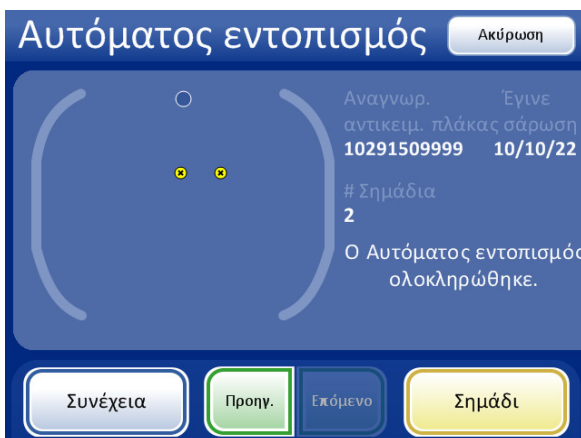 Αυτόματος εντοπισμός
Ακύρωση
Αναγνωρ. Έγινε
αντικειμ. πλάκας σάρωση
10291509999 10/10/22
# Σημάδια
2
Ο Αυτόματος εντοπισμός
ολοκληρώθηκε.
Συνέχεια
Προηγ.
Επόμενο
Σημάδι